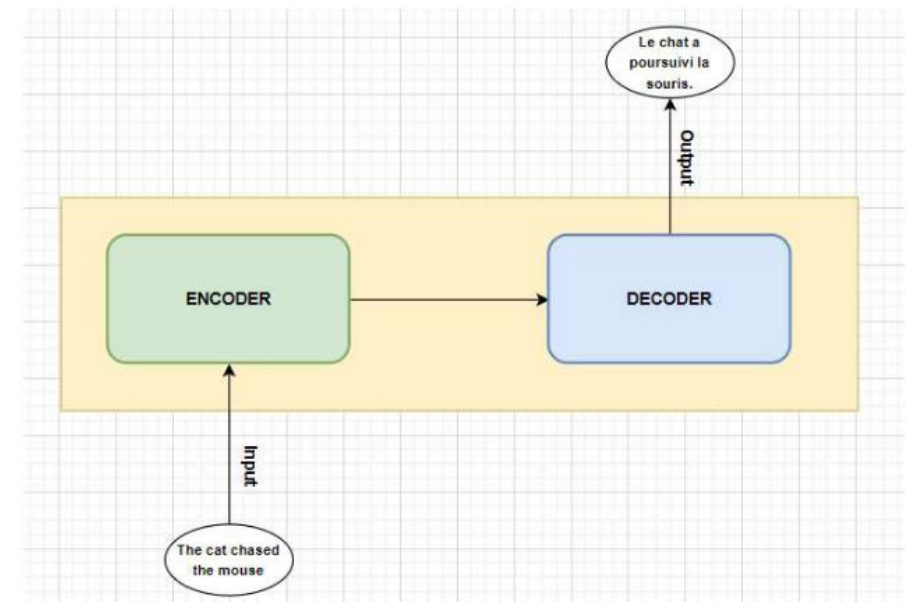 Le chat a
poursuivi la
souris.
Output
ENCODER
DECODER
Input
The cat chased
the mouse